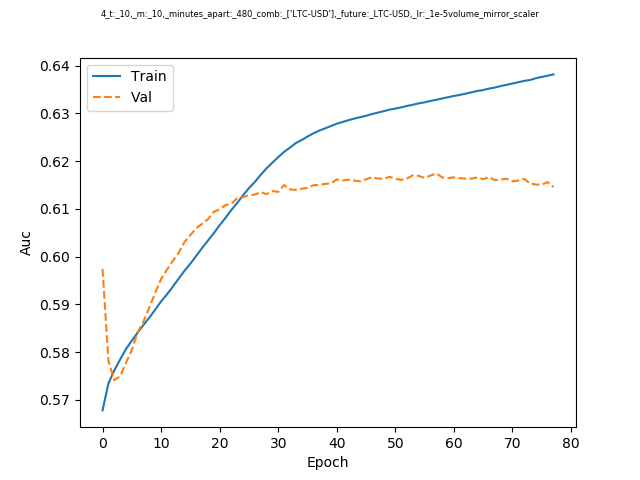 4_t:_10,_m:_10,_minutes_apart:_480_comb:_['LTC-USD'],_future:_LTC-USD,_lr:_1e-5volume_mirror_scaler
Train
Val
0.64
0.63
0.62
0.61
0.60
0.59
0.58
0.57
Auc
0 10 20 30 40 50 60 70 80
Epoch